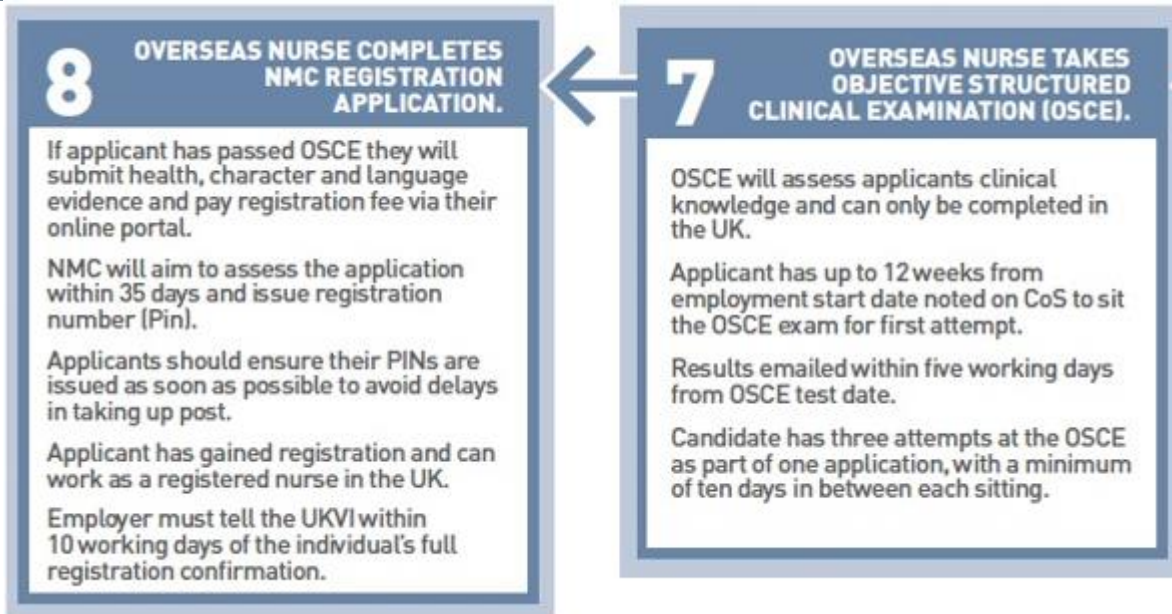 8
OVERSEAS NURSE COMPLETES
NMC REGISTRATION
APPLICATION.
If applicant has passed OSCE they will
submit health, character and language
evidence and pay registration fee via their
online portal.
NMC will aim to assess the application
within 35 days and issue registration
number (Pin).
Applicants should ensure their PINs are
issued as soon as possible to avoid delays
in taking up post.
Applicant has gained registration and can
work as a registered nurse in the UK.
Employer must tell the UKVI within
10 working days of the individual's full
registration confirmation.
7
OVERSEAS NURSE TAKES
OBJECTIVE STRUCTURED
CLINICAL EXAMINATION (OSCE).
OSCE will assess applicants clinical
knowledge and can only be completed in
the UK.
Applicant has up to 12 weeks from
employment start date noted on CoS to sit
the OSCE exam for first attempt.
Results emailed within five working days
from OSCE test date.
Candidate has three attempts at the OSCE
as part of one application, with a minimum
of ten days in between each sitting.